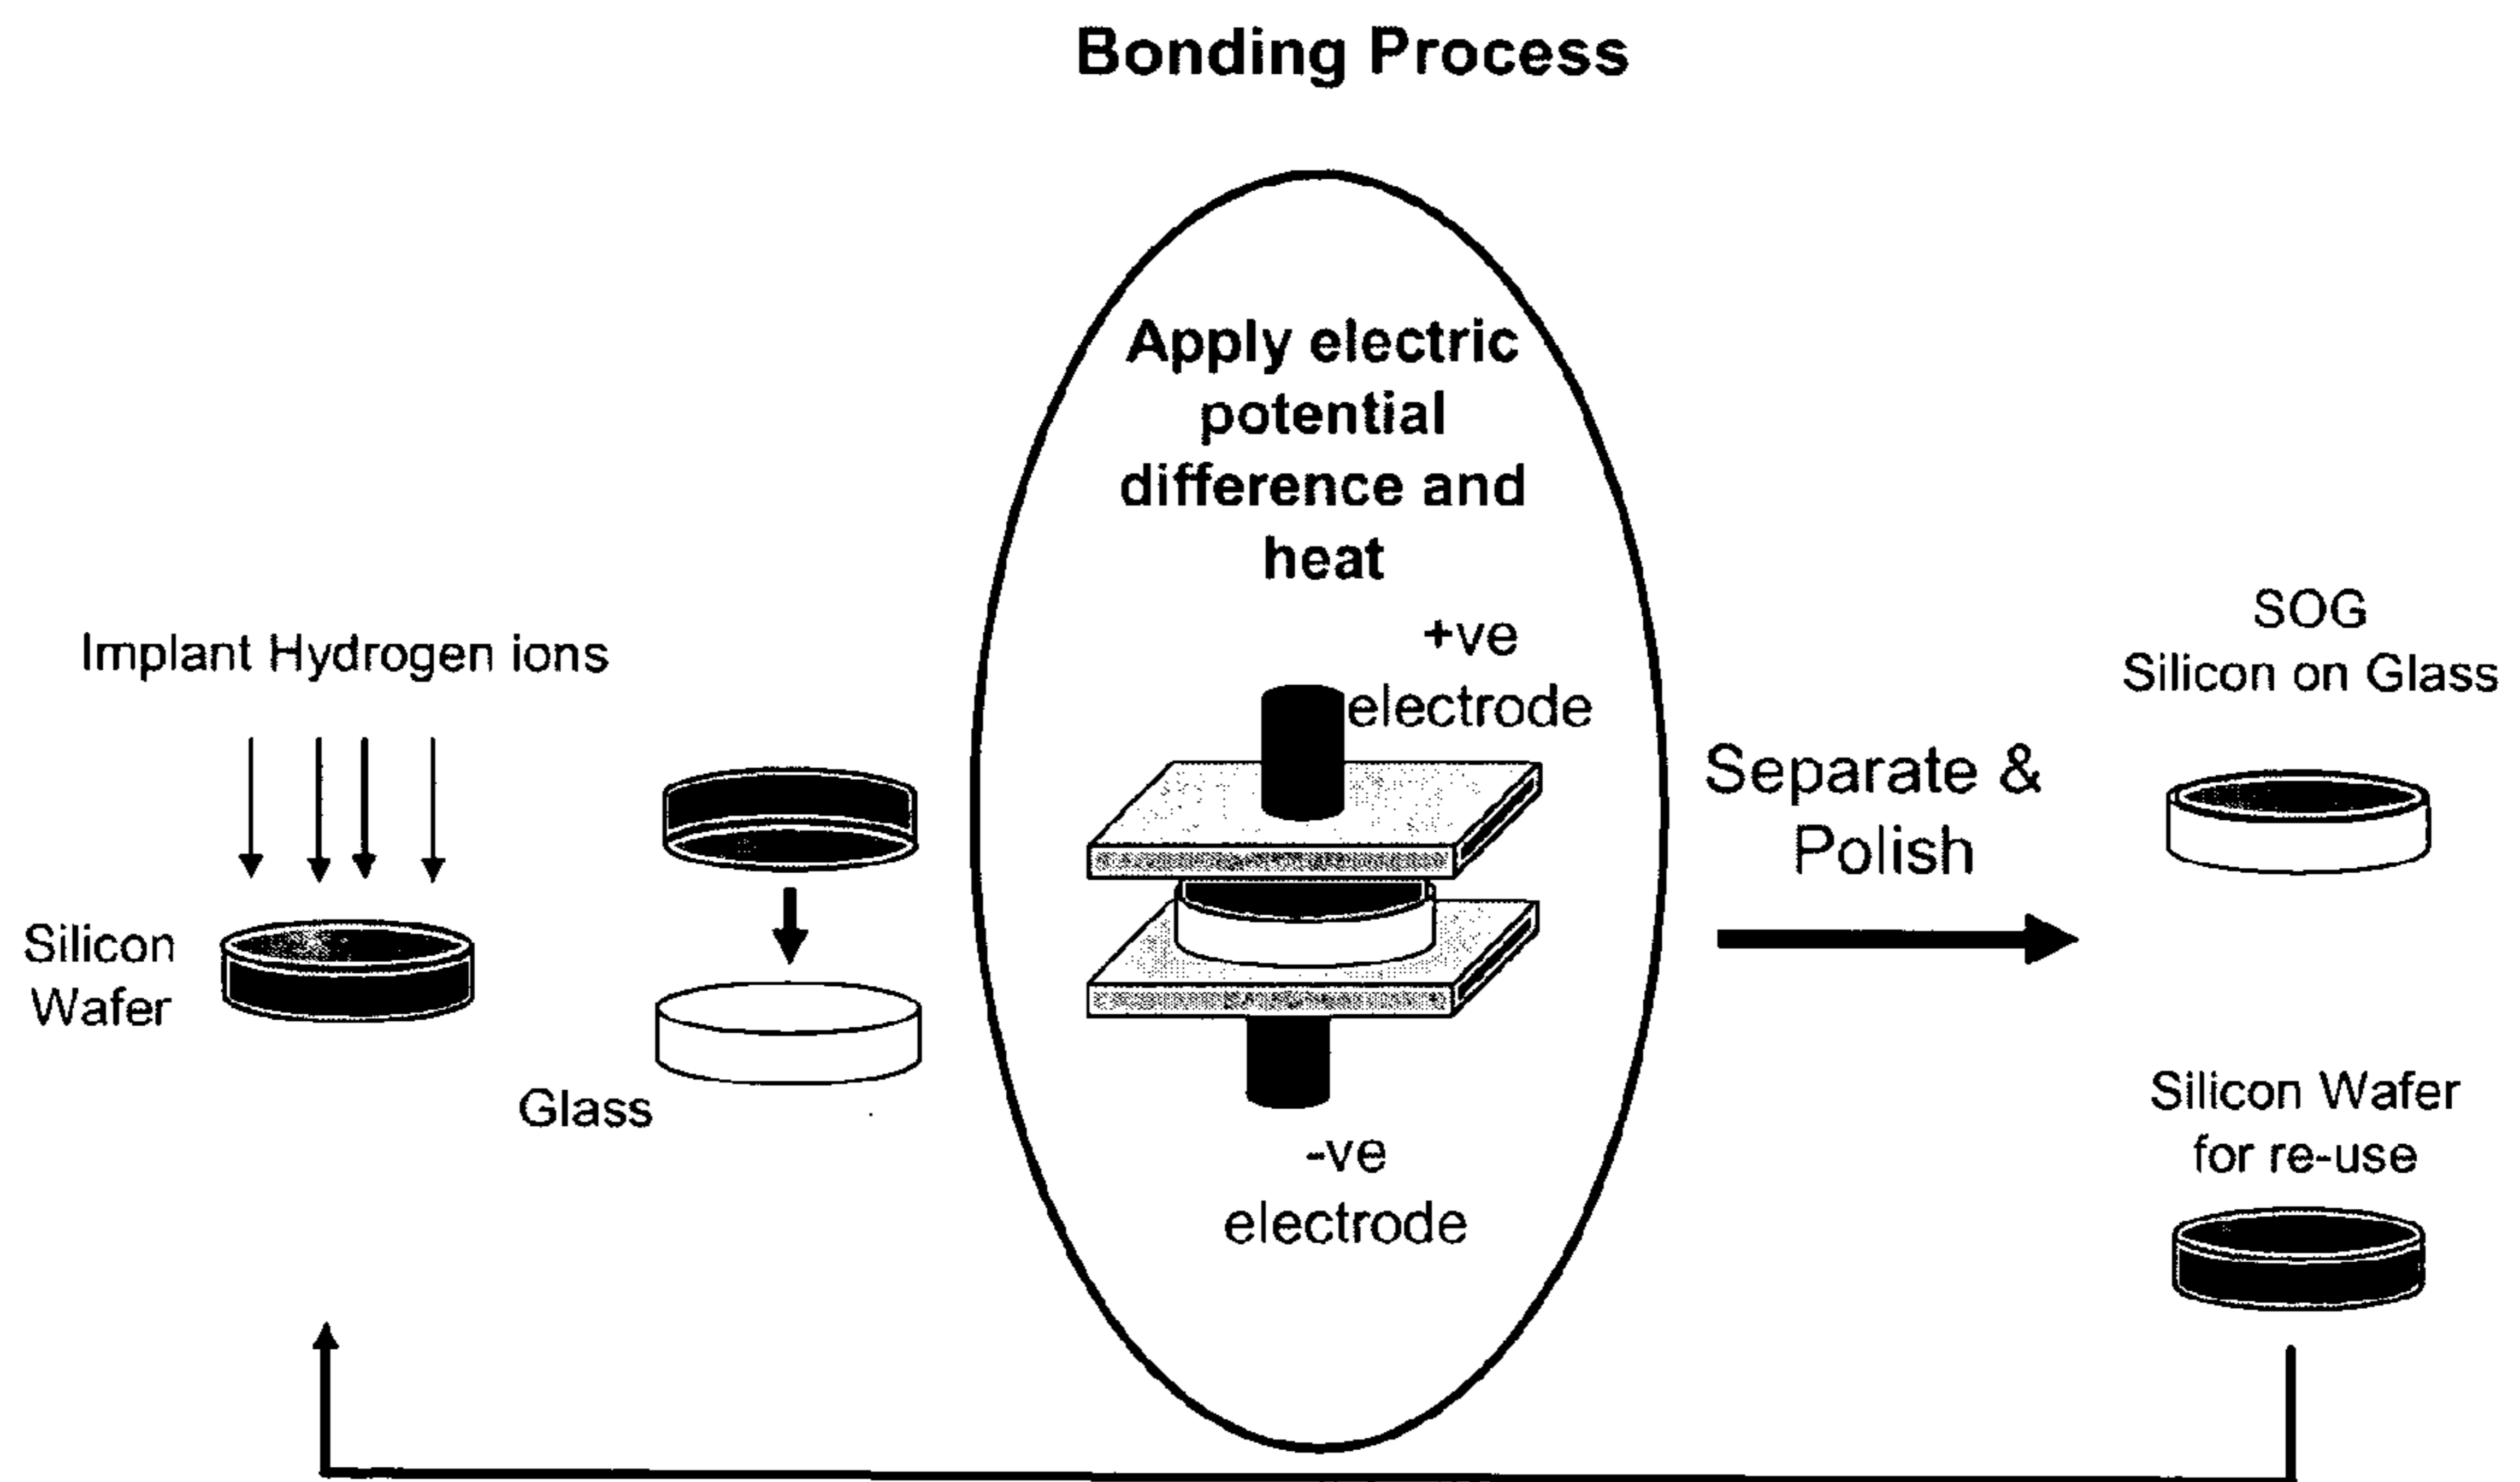 Bonding Process
Implant Hydrogen ions
Silicon
Wafer
Glass
Apply electric
potential
difference and
heat
+ve
electrode
-ve
electrode
Separate &
Polish
SOG
Silicon on Glass
Silicon Wafer
for re-use